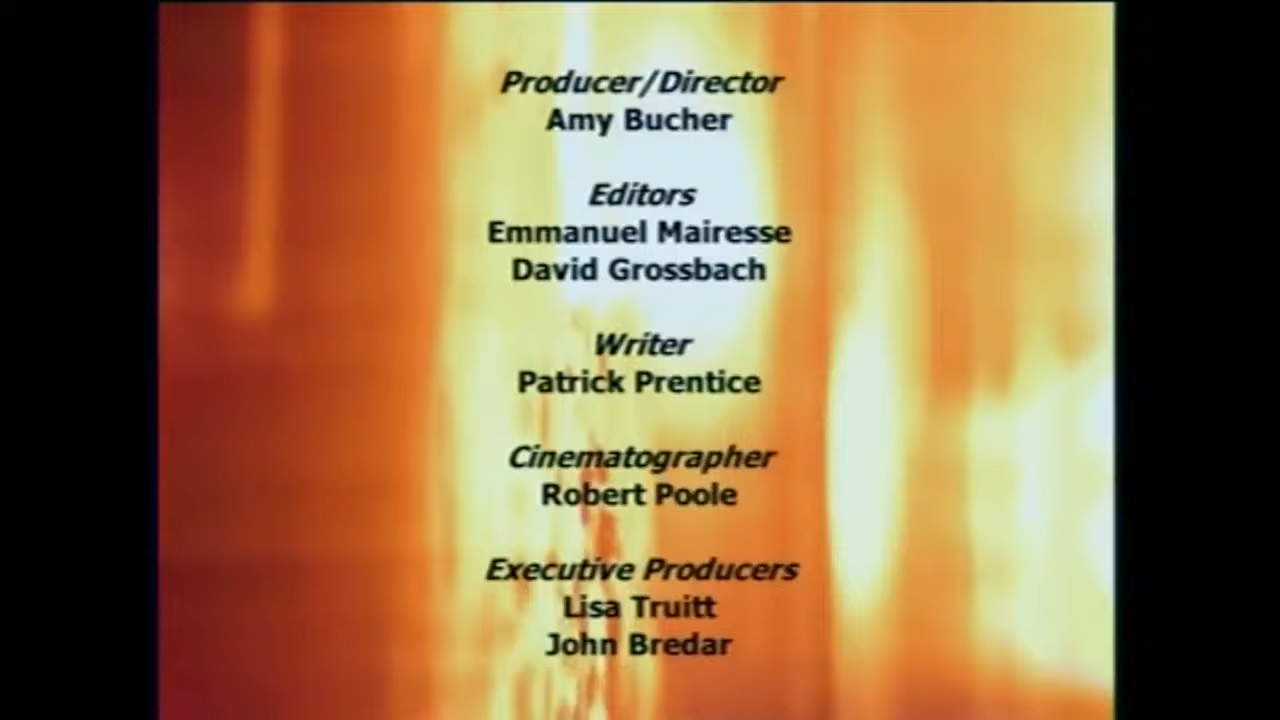 Producer/Director
Amy Bucher
Editors
Emmanuel Mairesse
David Grossbach
Writer
Patrick Prentice
Cinematographer
Robert Poole
Executive Producers
Lisa Truitt
John Bredar